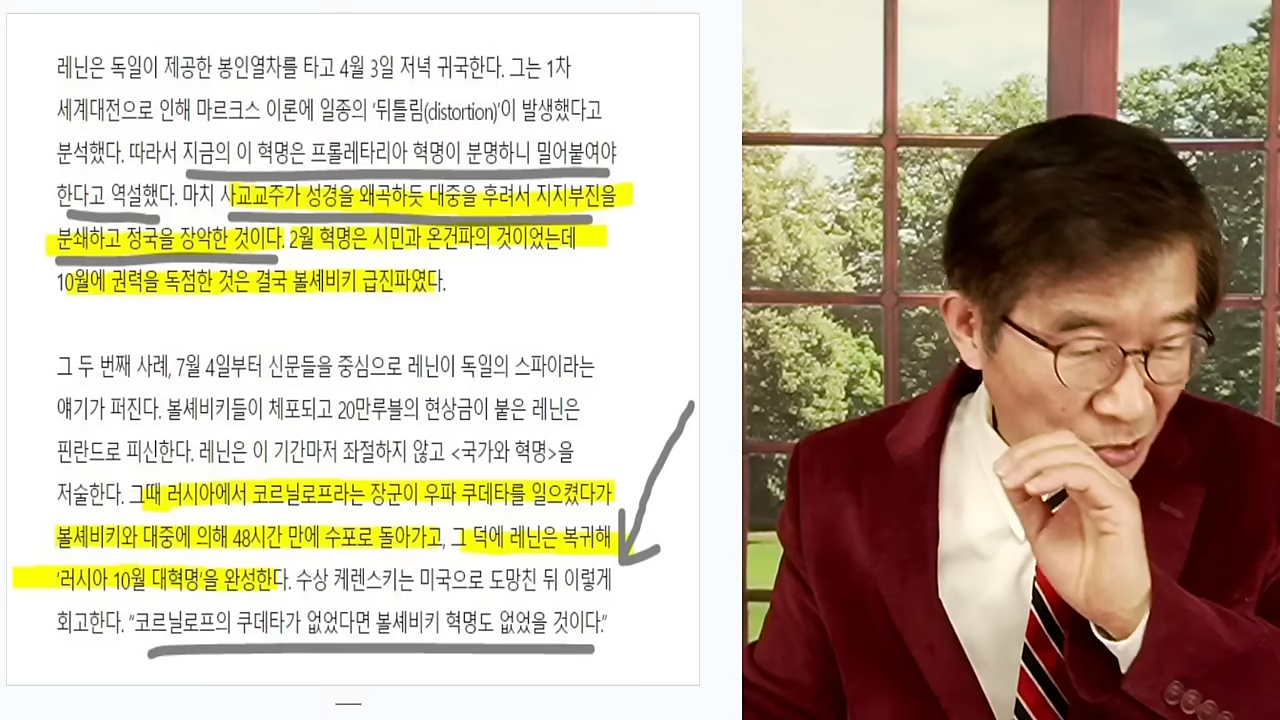 레닌은 독일이 제공한 봉인열차를 타고 4월 3일 저녁 귀국한다. 그는 1차
세계대전으로 인해 마르크스 이론에 일종의 '뒤틀림(distortion)'이 발생했다고
분석했다. 따라서 지금의 이 혁명은 프롤레타리아 혁명이 분명하니 밀어붙여야
한다고 역설했다. 마치 사교교주가 성경을 왜곡하듯 대중을 후려서 지지부진을
분쇄하고 정국을 장악한 것이다. 2월 혁명은 시민과 온건파의 것이었는데
10월에 권력을 독점한 것은 결국 볼셰비키 급진파였다.
그 두 번째 사례, 7월 4일부터 신문들을 중심으로 레닌이 독일의 스파이라는
얘기가 퍼진다. 볼셰비키들이 체포되고 20만루블의 현상금이 붙은 레닌은
핀란드로 피신한다. 레닌은 이 기간마저 좌절하지 않고 <국가와 혁명>을
저술한다. 그때 러시아에서 코르닐로프라는 장군이 우파 쿠데타를 일으켰다가
볼셰비키와 대중에 의해 48시간 만에 수포로 돌아가고, 그 덕에 레닌은 복귀해
'러시아 10월 대혁명'을 완성한다. 수상 케렌스키는 미국으로 도망친 뒤 이렇게
회고한다. “코르닐로프의 쿠데타가 없었다면 볼셰비키 혁명도 없었을 것이다.”